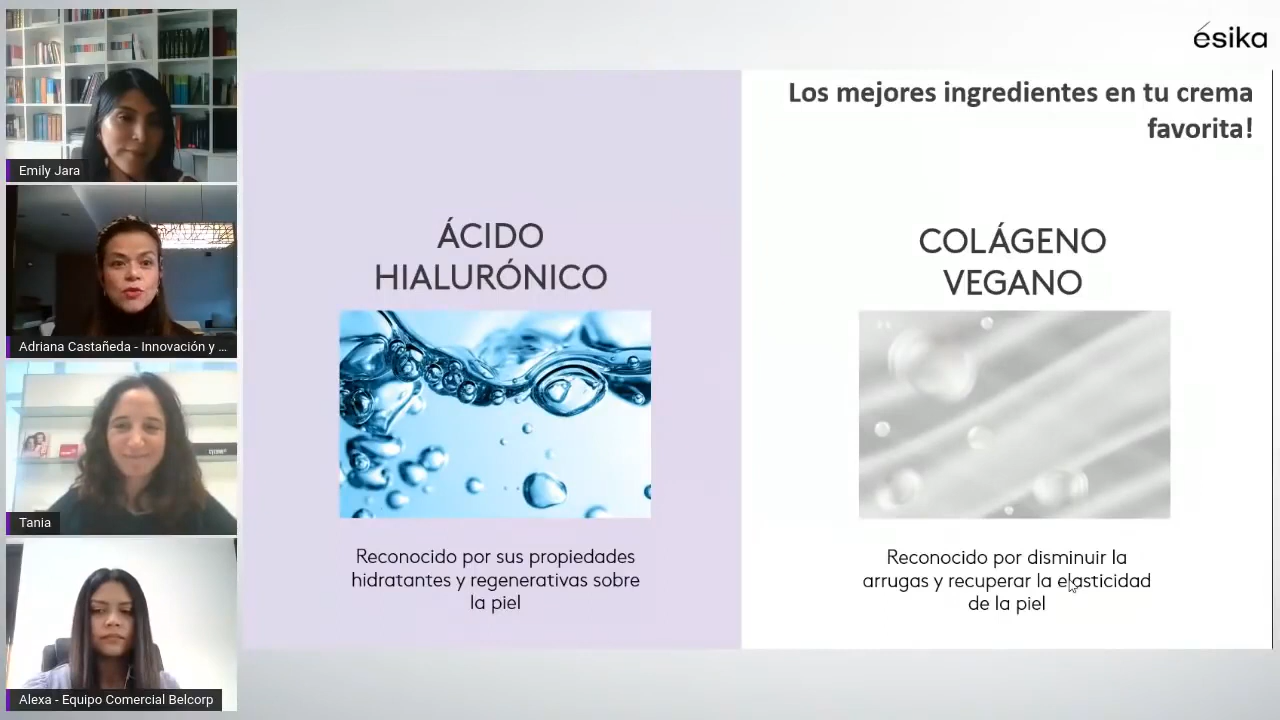 ésika
Los mejores ingredientes en tu crema
favorita!
ÁCIDO
HIALURÓNICO
Reconocido por sus propiedades
hidratantes y regenerativas sobre
la piel
COLÁGENO
VEGANO
Reconocido por disminuir la
arrugas y recuperar la elasticidad
de la piel
Emily Jara
Adriana Castañeda - Innovación y ...
Tania
Alexa - Equipo Comercial Belcorp